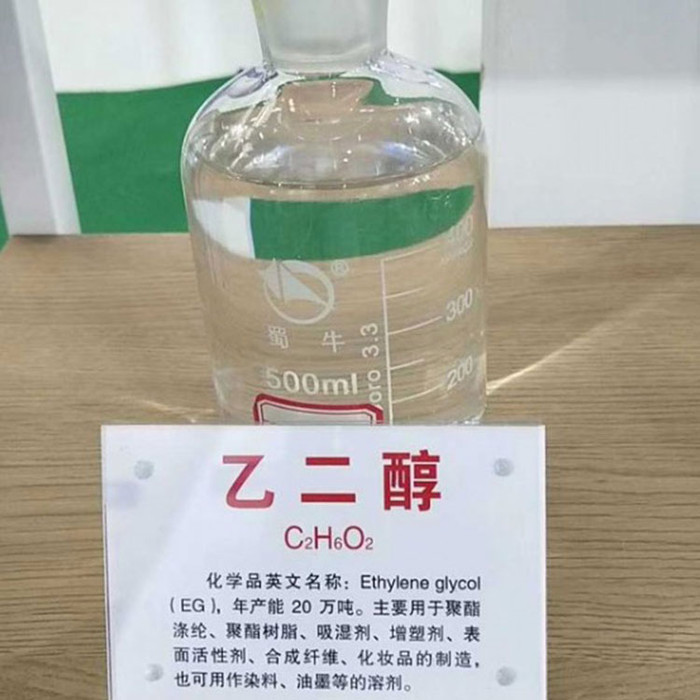 ®
蜀牛
500ml
boro 3.3
400
300
200
乙二醇
C₂H₆O₂
化学品英文名称：Ethylene glycol
（EG），年产能 20 万吨。主要用于聚酯
涤纶、聚酯树脂、吸湿剂、增塑剂、表
面活性剂、合成纤维、化妆品的制造，
也可用作染料、油墨等的溶剂。